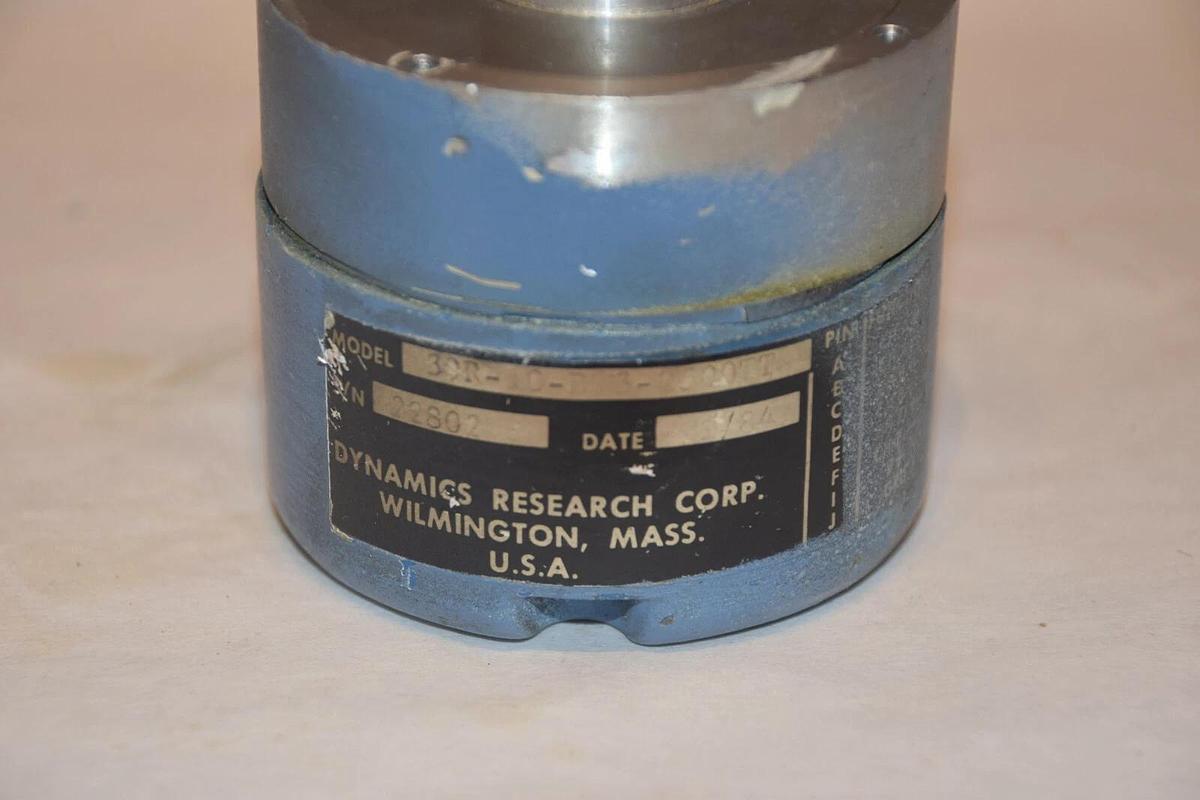 MODEL
22802
DATE
DYNAMICS RESEARCH CORP.
WILMINGTON, MASS.
U.S.A.
PIN
A
B
C
D
E
F
I
J